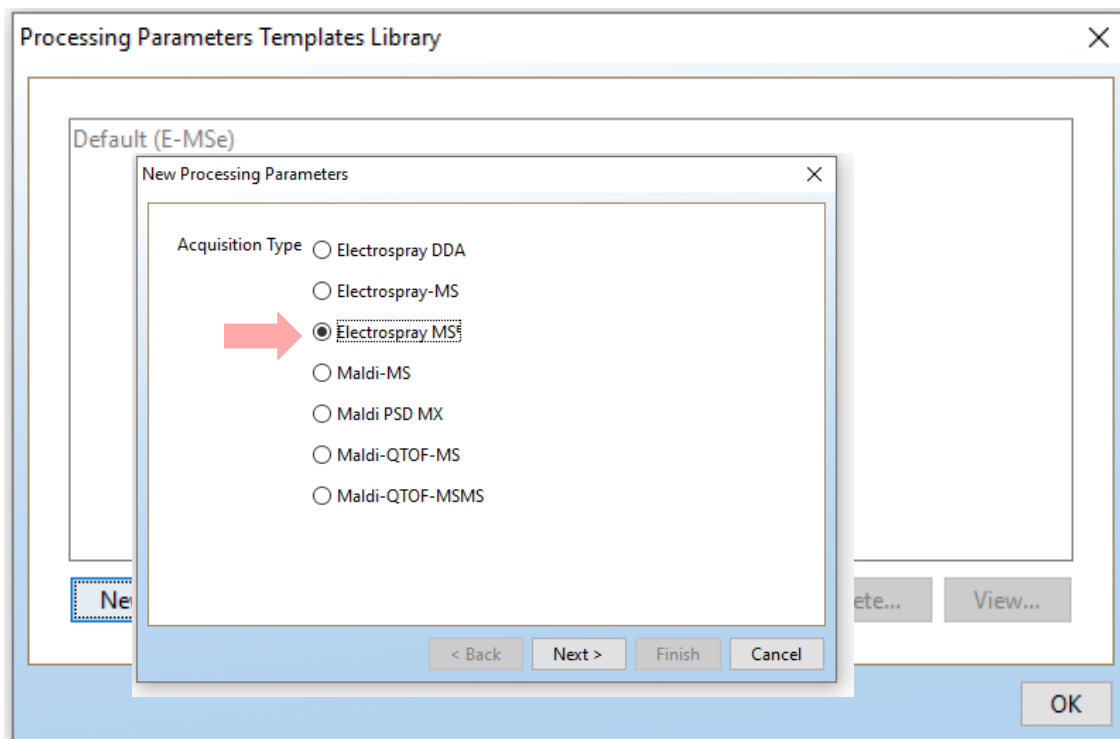 Processing Parameters Templates Library
Default (E-MSe)
New Processing Parameters
Acquisition Type
Electrospray DDA
Electrospray-MS
Electrospray MSᴱ
Maldi-MS
Maldi PSD MX
Maldi-QTOF-MS
Maldi-QTOF-MSMS
< Back Next > Finish Cancel
View...
OK